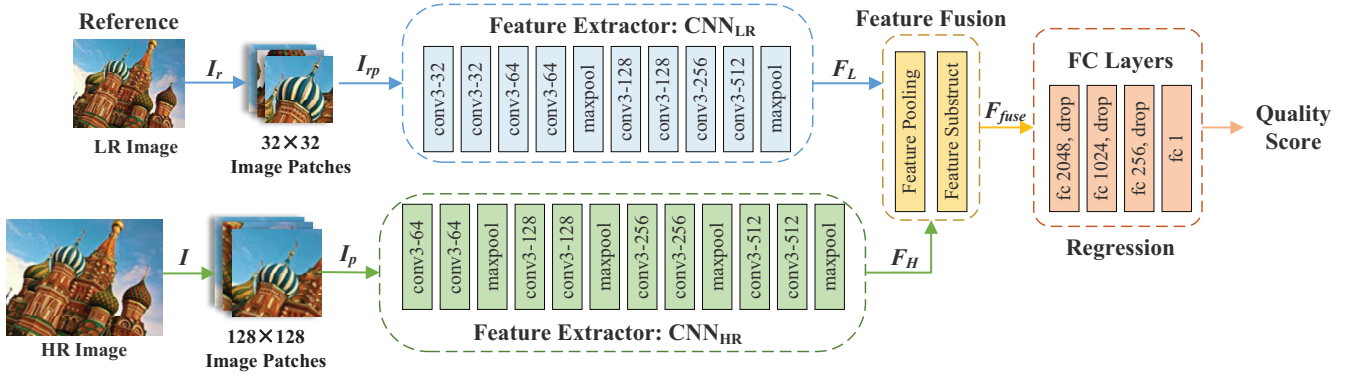 Reference
LR Image
I_r
32×32
Image Patches
I_rp
Feature Extractor: CNN_LR
conv3-32
conv3-32
conv3-64
conv3-64
maxpool
conv3-128
conv3-128
conv3-256
conv3-512
maxpool
F_L
HR Image
I
128×128
Image Patches
I_p
conv3-64
conv3-64
maxpool
conv3-128
conv3-128
maxpool
conv3-256
conv3-256
maxpool
conv3-512
conv3-512
maxpool
Feature Extractor: CNN_HR
F_H
Feature Fusion
Feature Pooling
Feature Substruct
F_fuse
FC Layers
fc 2048, drop
fc 1024, drop
fc 256, drop
fc 1
Regression
Quality
Score